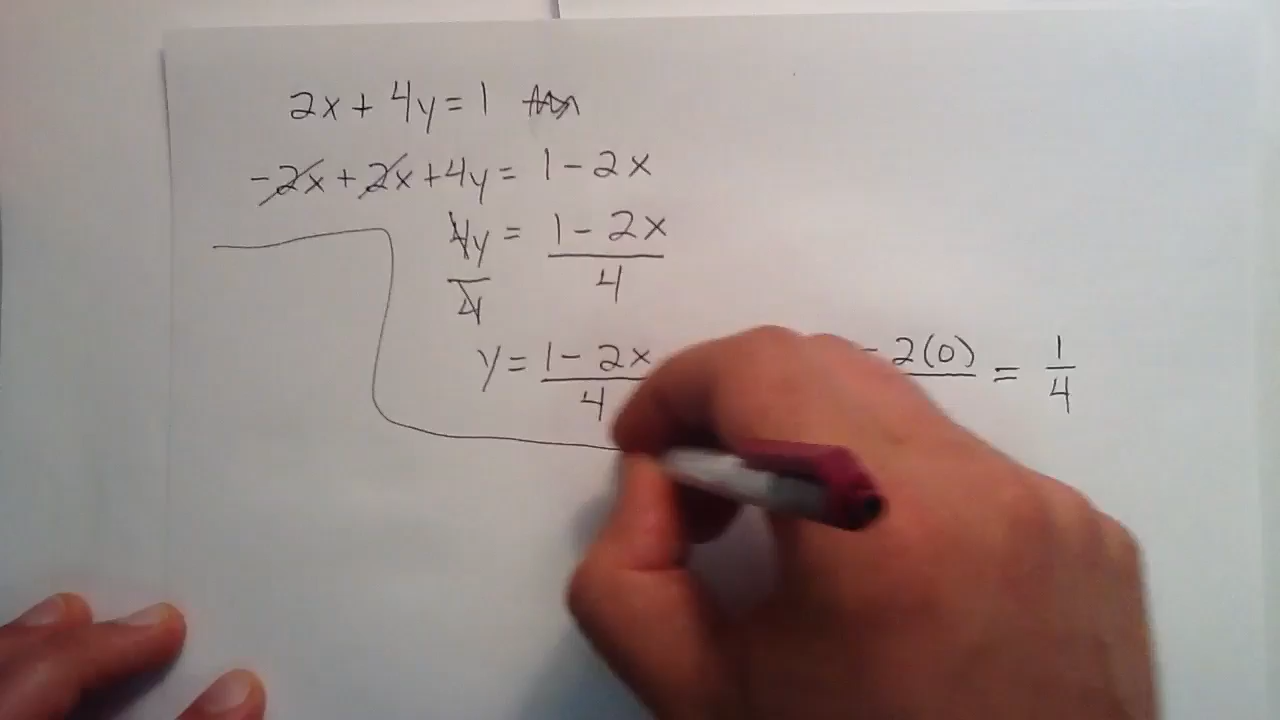 2x + 4y = 1
-2x + 2x + 4y = 1 - 2x
4y = 1 - 2x
4 4
y = 1 - 2x - 2(0) = 1
4 4